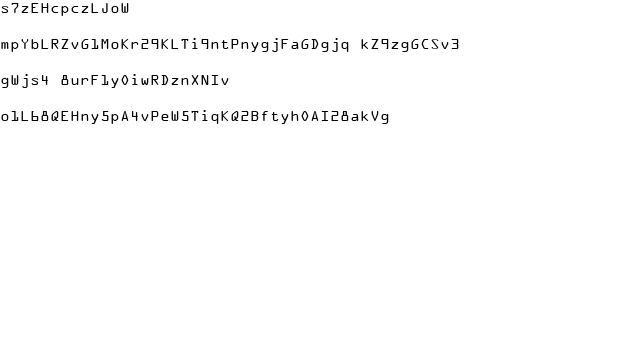 s7zEHcpczLJoW
mpYbLRZvG1MoKr29KLTi9ntPnygjFaGDgjq kZ9zgGCSv3
gWjs4 8urF1y0iwRDznXNIv
o1L68QEHny5pA4vPeW5TiqKQ2Bftyh0AI28akVg